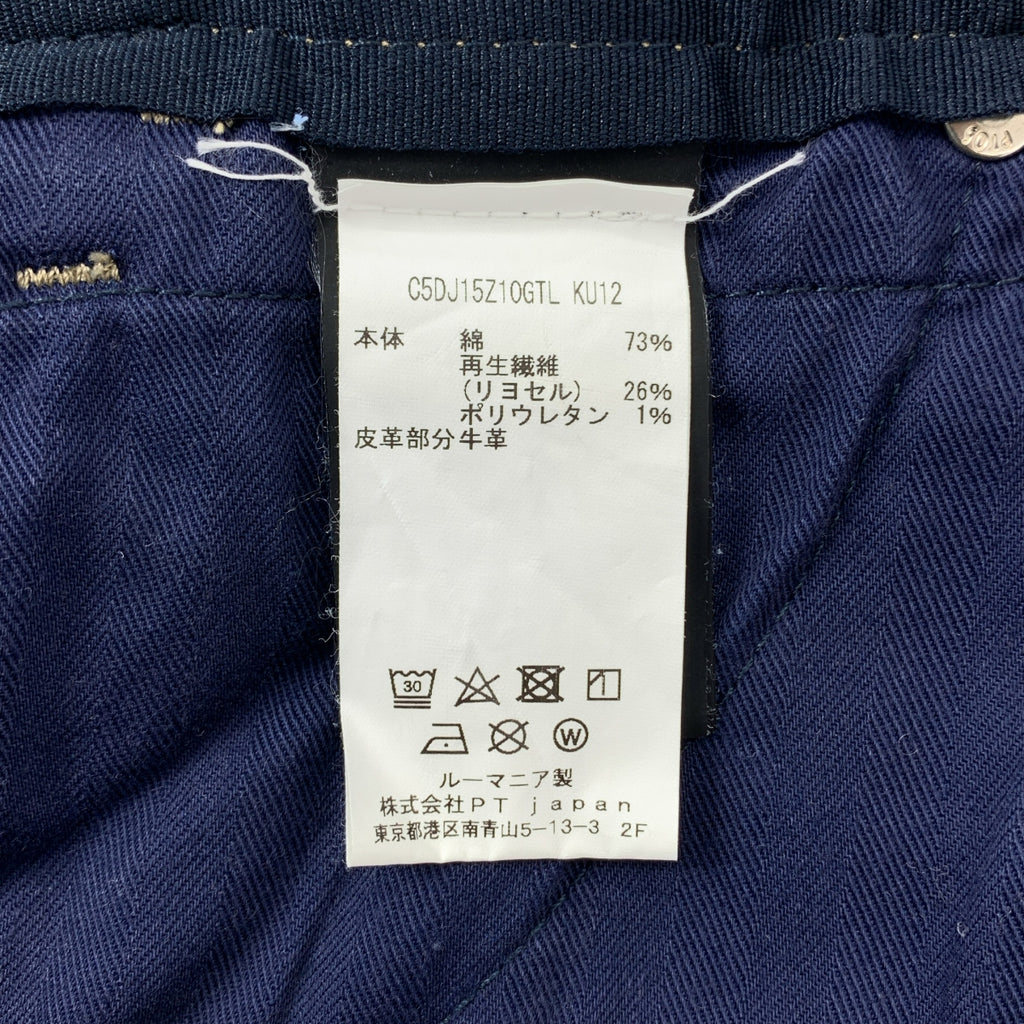 C5DJ15Z10GTL KU12
本体 綿 73%
再生繊維
(リヨセル) 26%
ポリウレタン 1%
皮革部分牛革
30
W
ルーマニア製
株式会社PT japan
東京都港区南青山5-13-3 2F